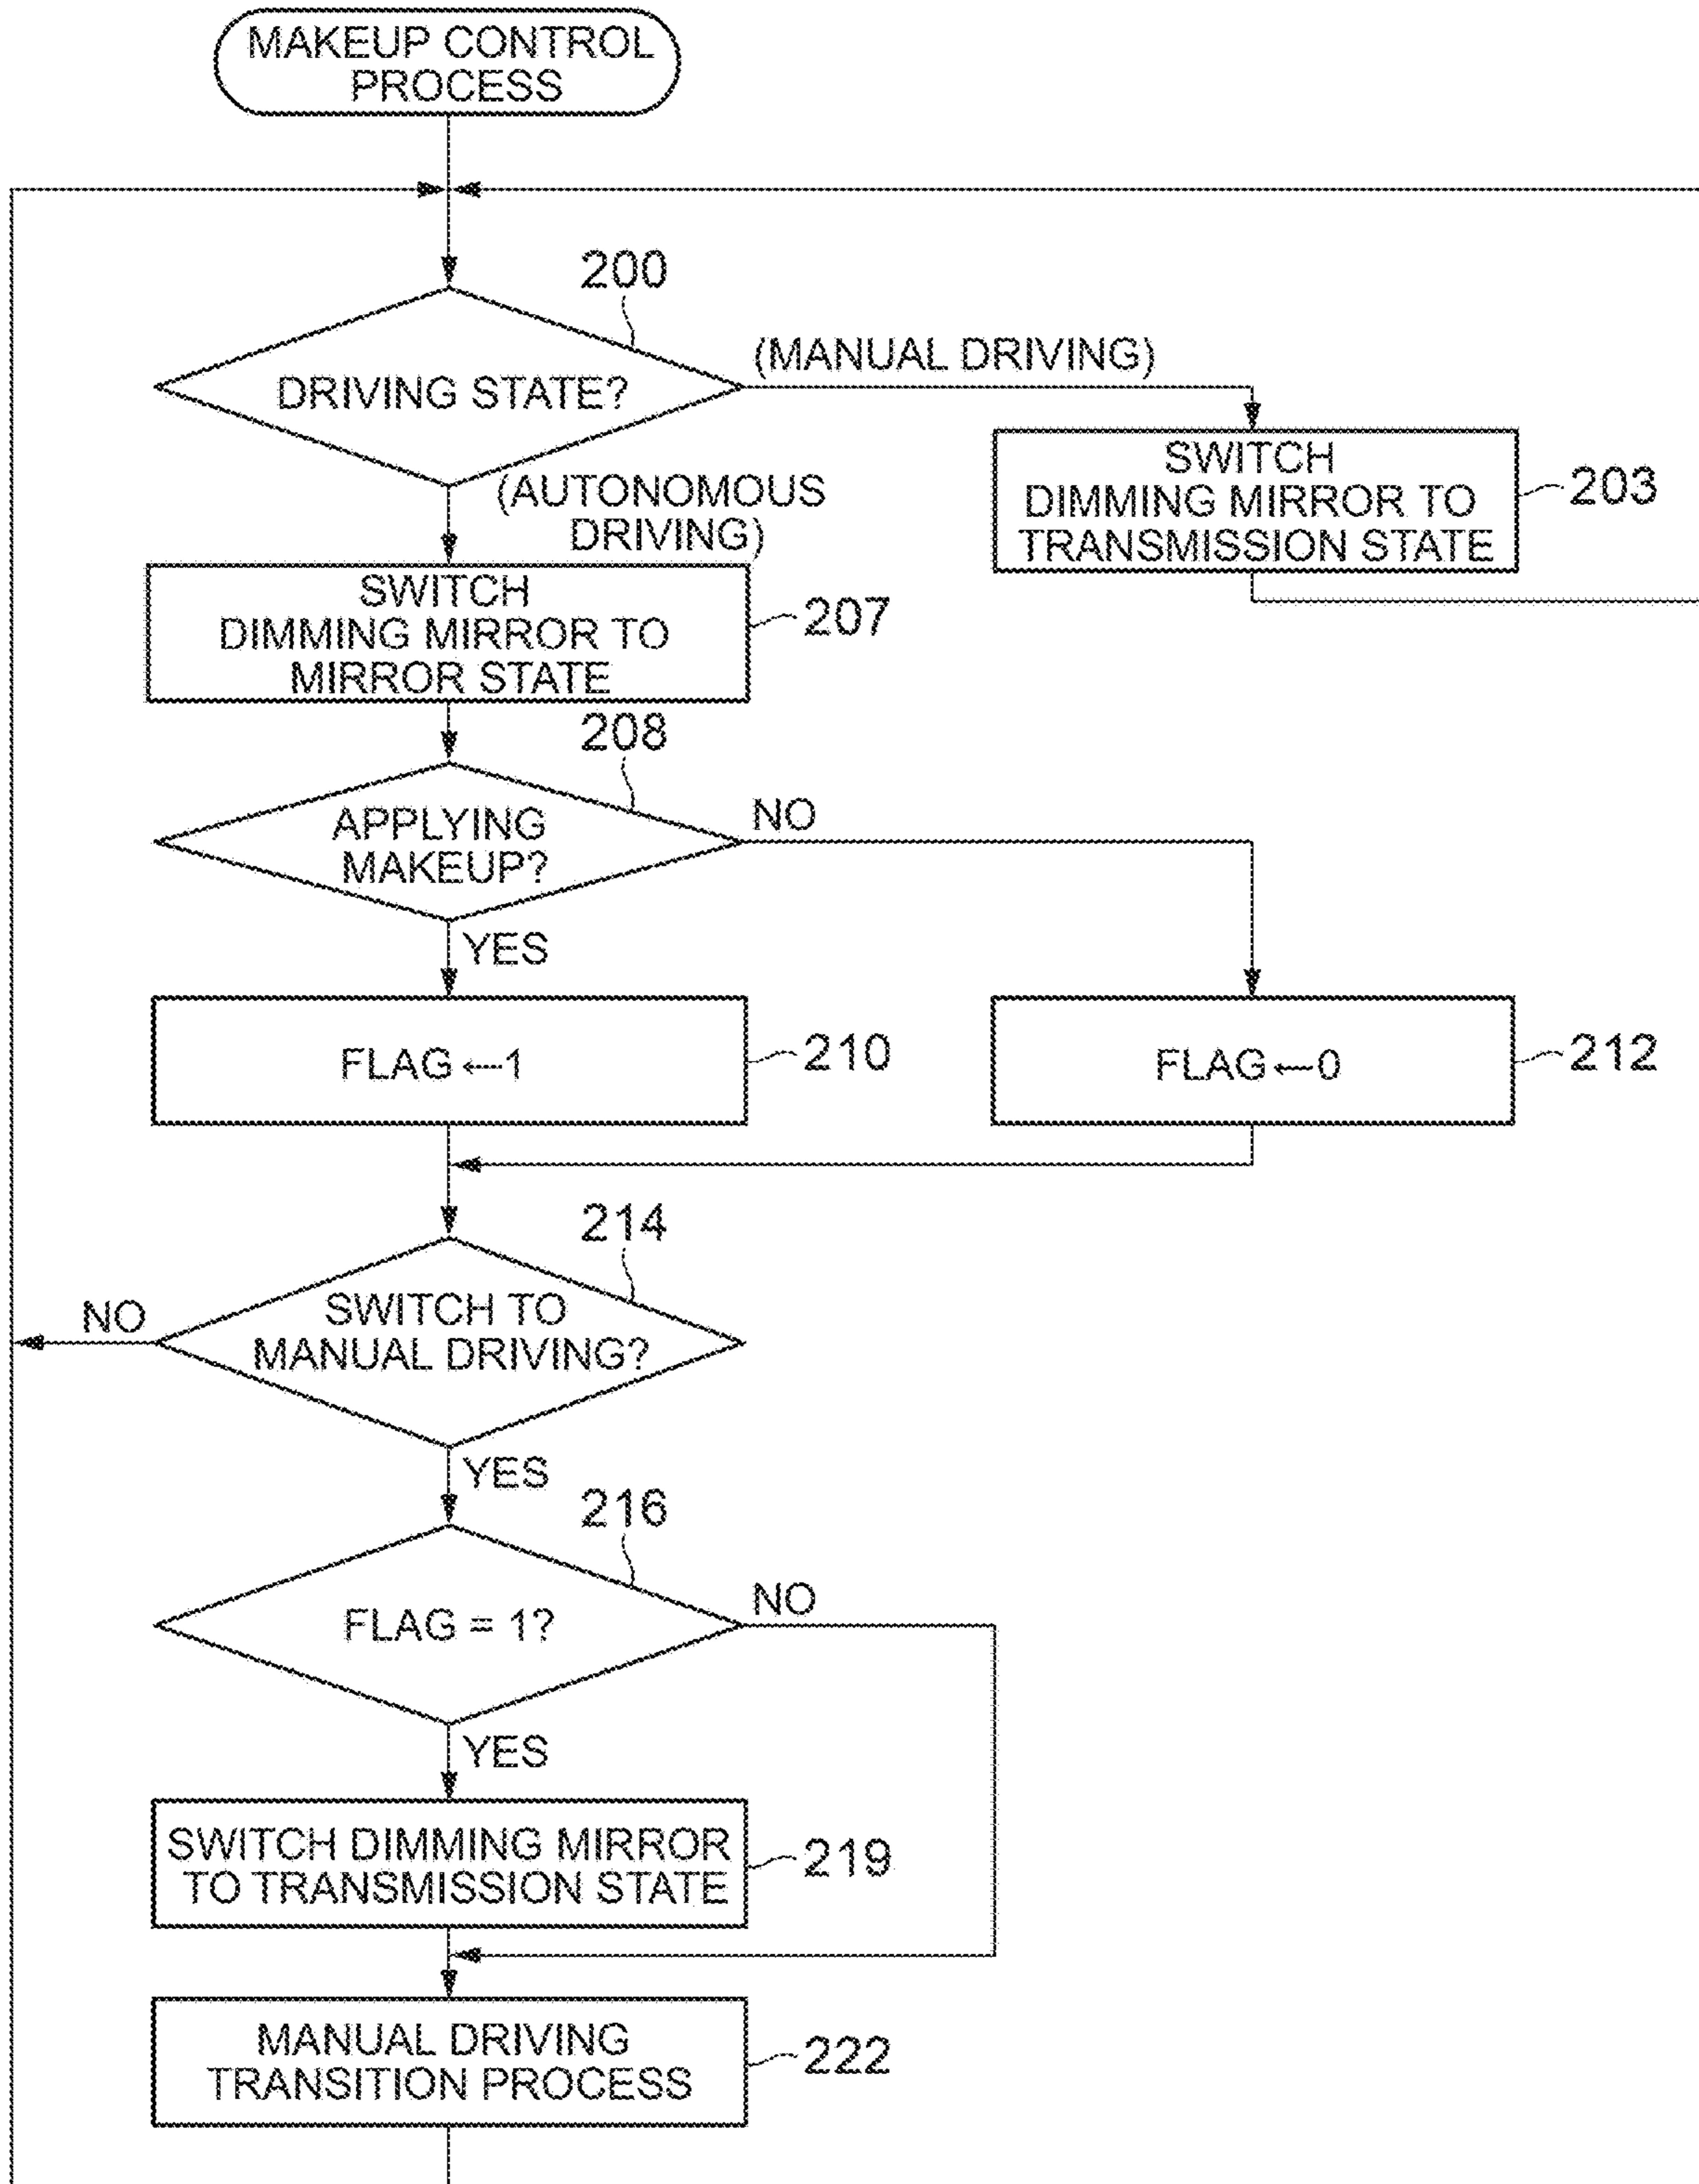 MAKEUP CONTROL
PROCESS
200
DRIVING STATE?
(MANUAL DRIVING)
SWITCH
DIMMING MIRROR TO
TRANSMISSION STATE
203
(AUTONOMOUS
DRIVING)
SWITCH
DIMMING MIRROR TO
MIRROR STATE
207
208
APPLYING
MAKEUP?
NO
YES
FLAG←1
210
FLAG←0
212
214
SWITCH TO
MANUAL DRIVING?
NO
YES
216
FLAG = 1?
NO
YES
SWITCH DIMMING MIRROR
TO TRANSMISSION STATE
219
MANUAL DRIVING
TRANSITION PROCESS
222